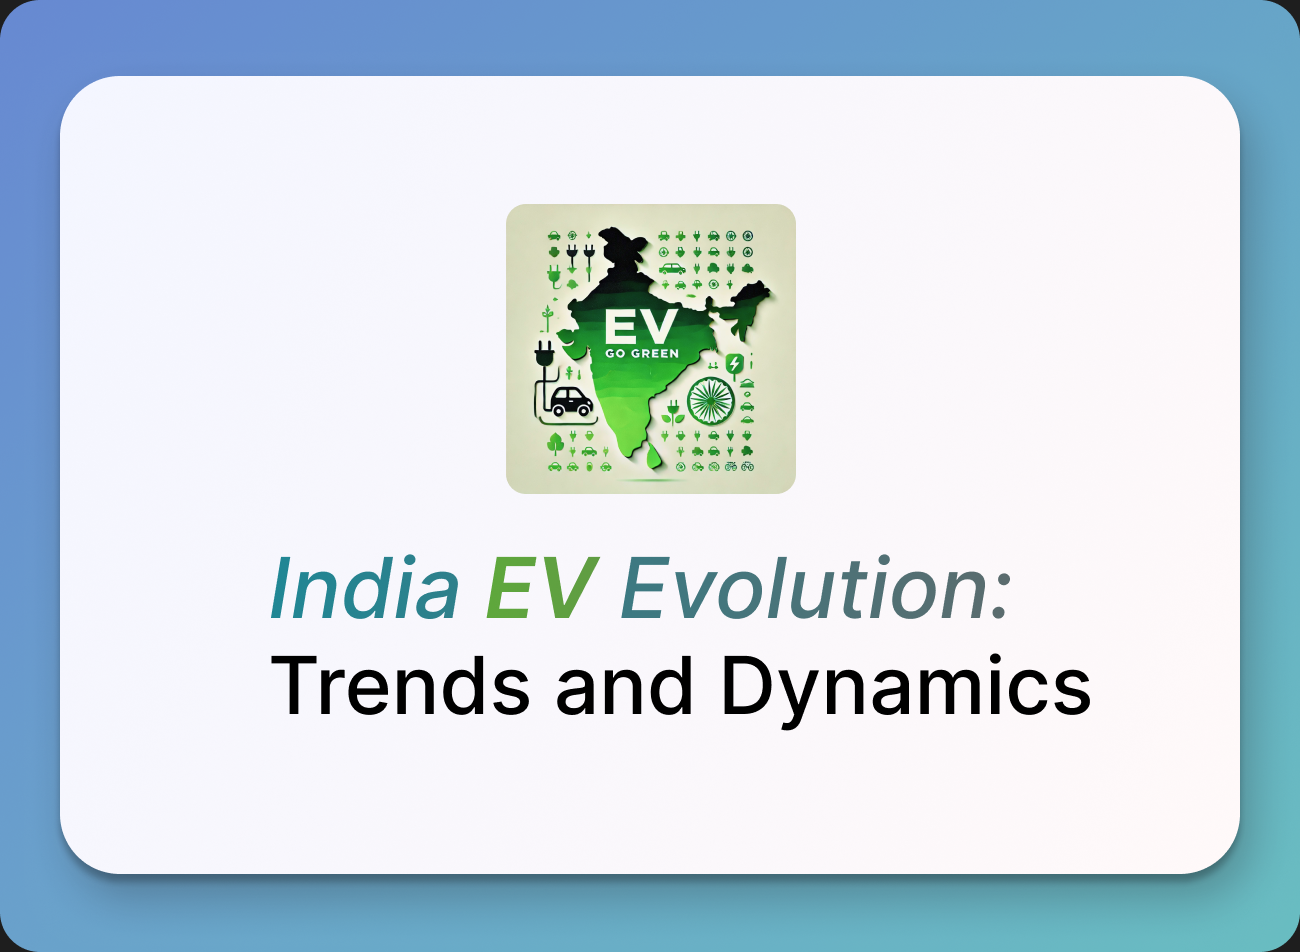 EV
GO GREEN
India EV Evolution:
Trends and Dynamics